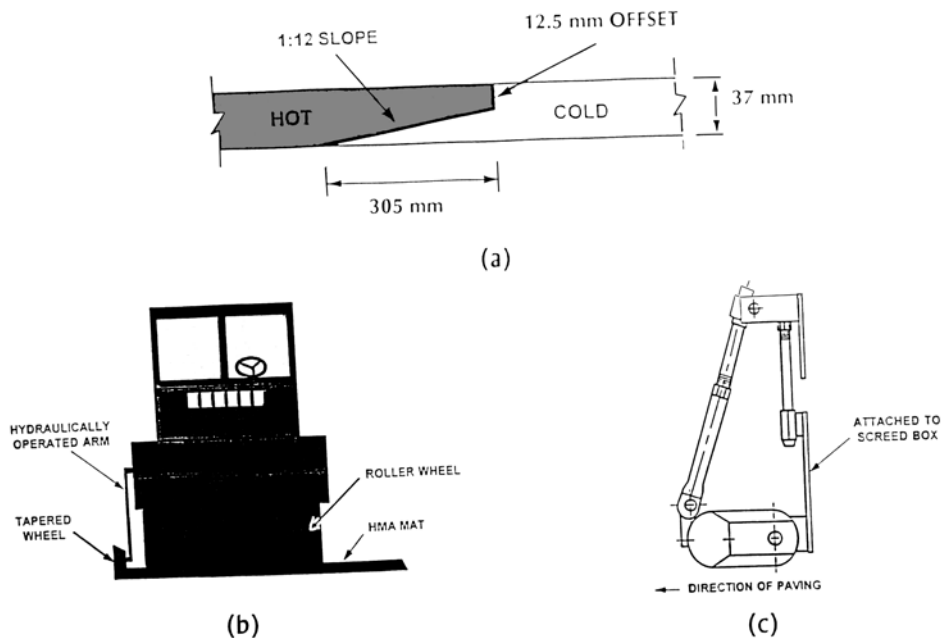 12.5 mm OFFSET
1:12 SLOPE
HOT
COLD
37 mm
305 mm
(a)
HYDRAULICALLY
OPERATED ARM
TAPERED
WHEEL
ROLLER WHEEL
HMA MAT
(b)
ATTACHED TO
SCREED BOX
DIRECTION OF PAVING
(c)